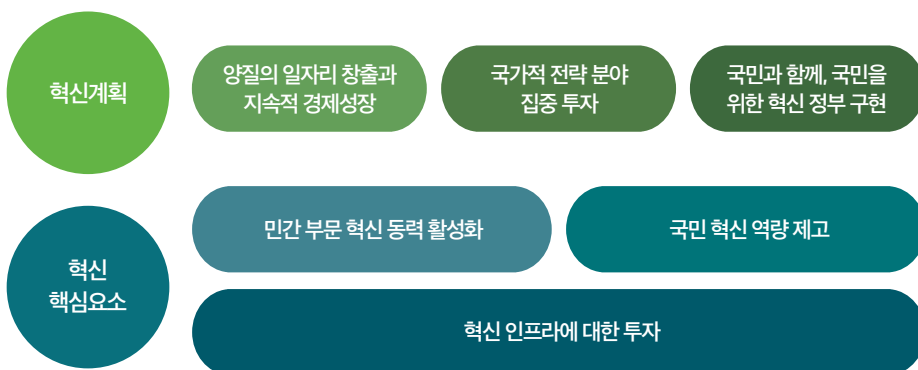 혁신계획
양질의 일자리 창출과
지속적 경제성장
국가적 전략 분야
집중 투자
국민과 함께, 국민을
위한 혁신 정부 구현
혁신
핵심요소
민간 부문 혁신 동력 활성화
국민 혁신 역량 제고
혁신 인프라에 대한 투자